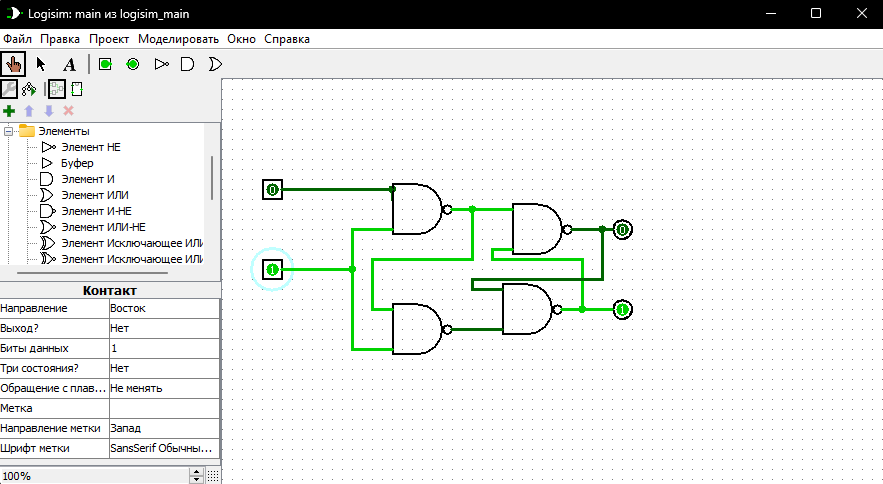 Logisim: main из logisim_main
Файл Правка Проект Моделировать Окно Справка
A
Элементы
Элемент НЕ
Буфер
Элемент И
Элемент ИЛИ
Элемент И-НЕ
Элемент ИЛИ-НЕ
Элемент Исключающее ИЛИ
Элемент Исключающее ИЛИ
Контакт
Направление Восток
Выход? Нет
Биты данных 1
Три состояния? Нет
Обращение с плав... Не менять
Метка
Направление метки Запад
Шрифт метки SansSerif Обычны...
100%
0
1
0
1